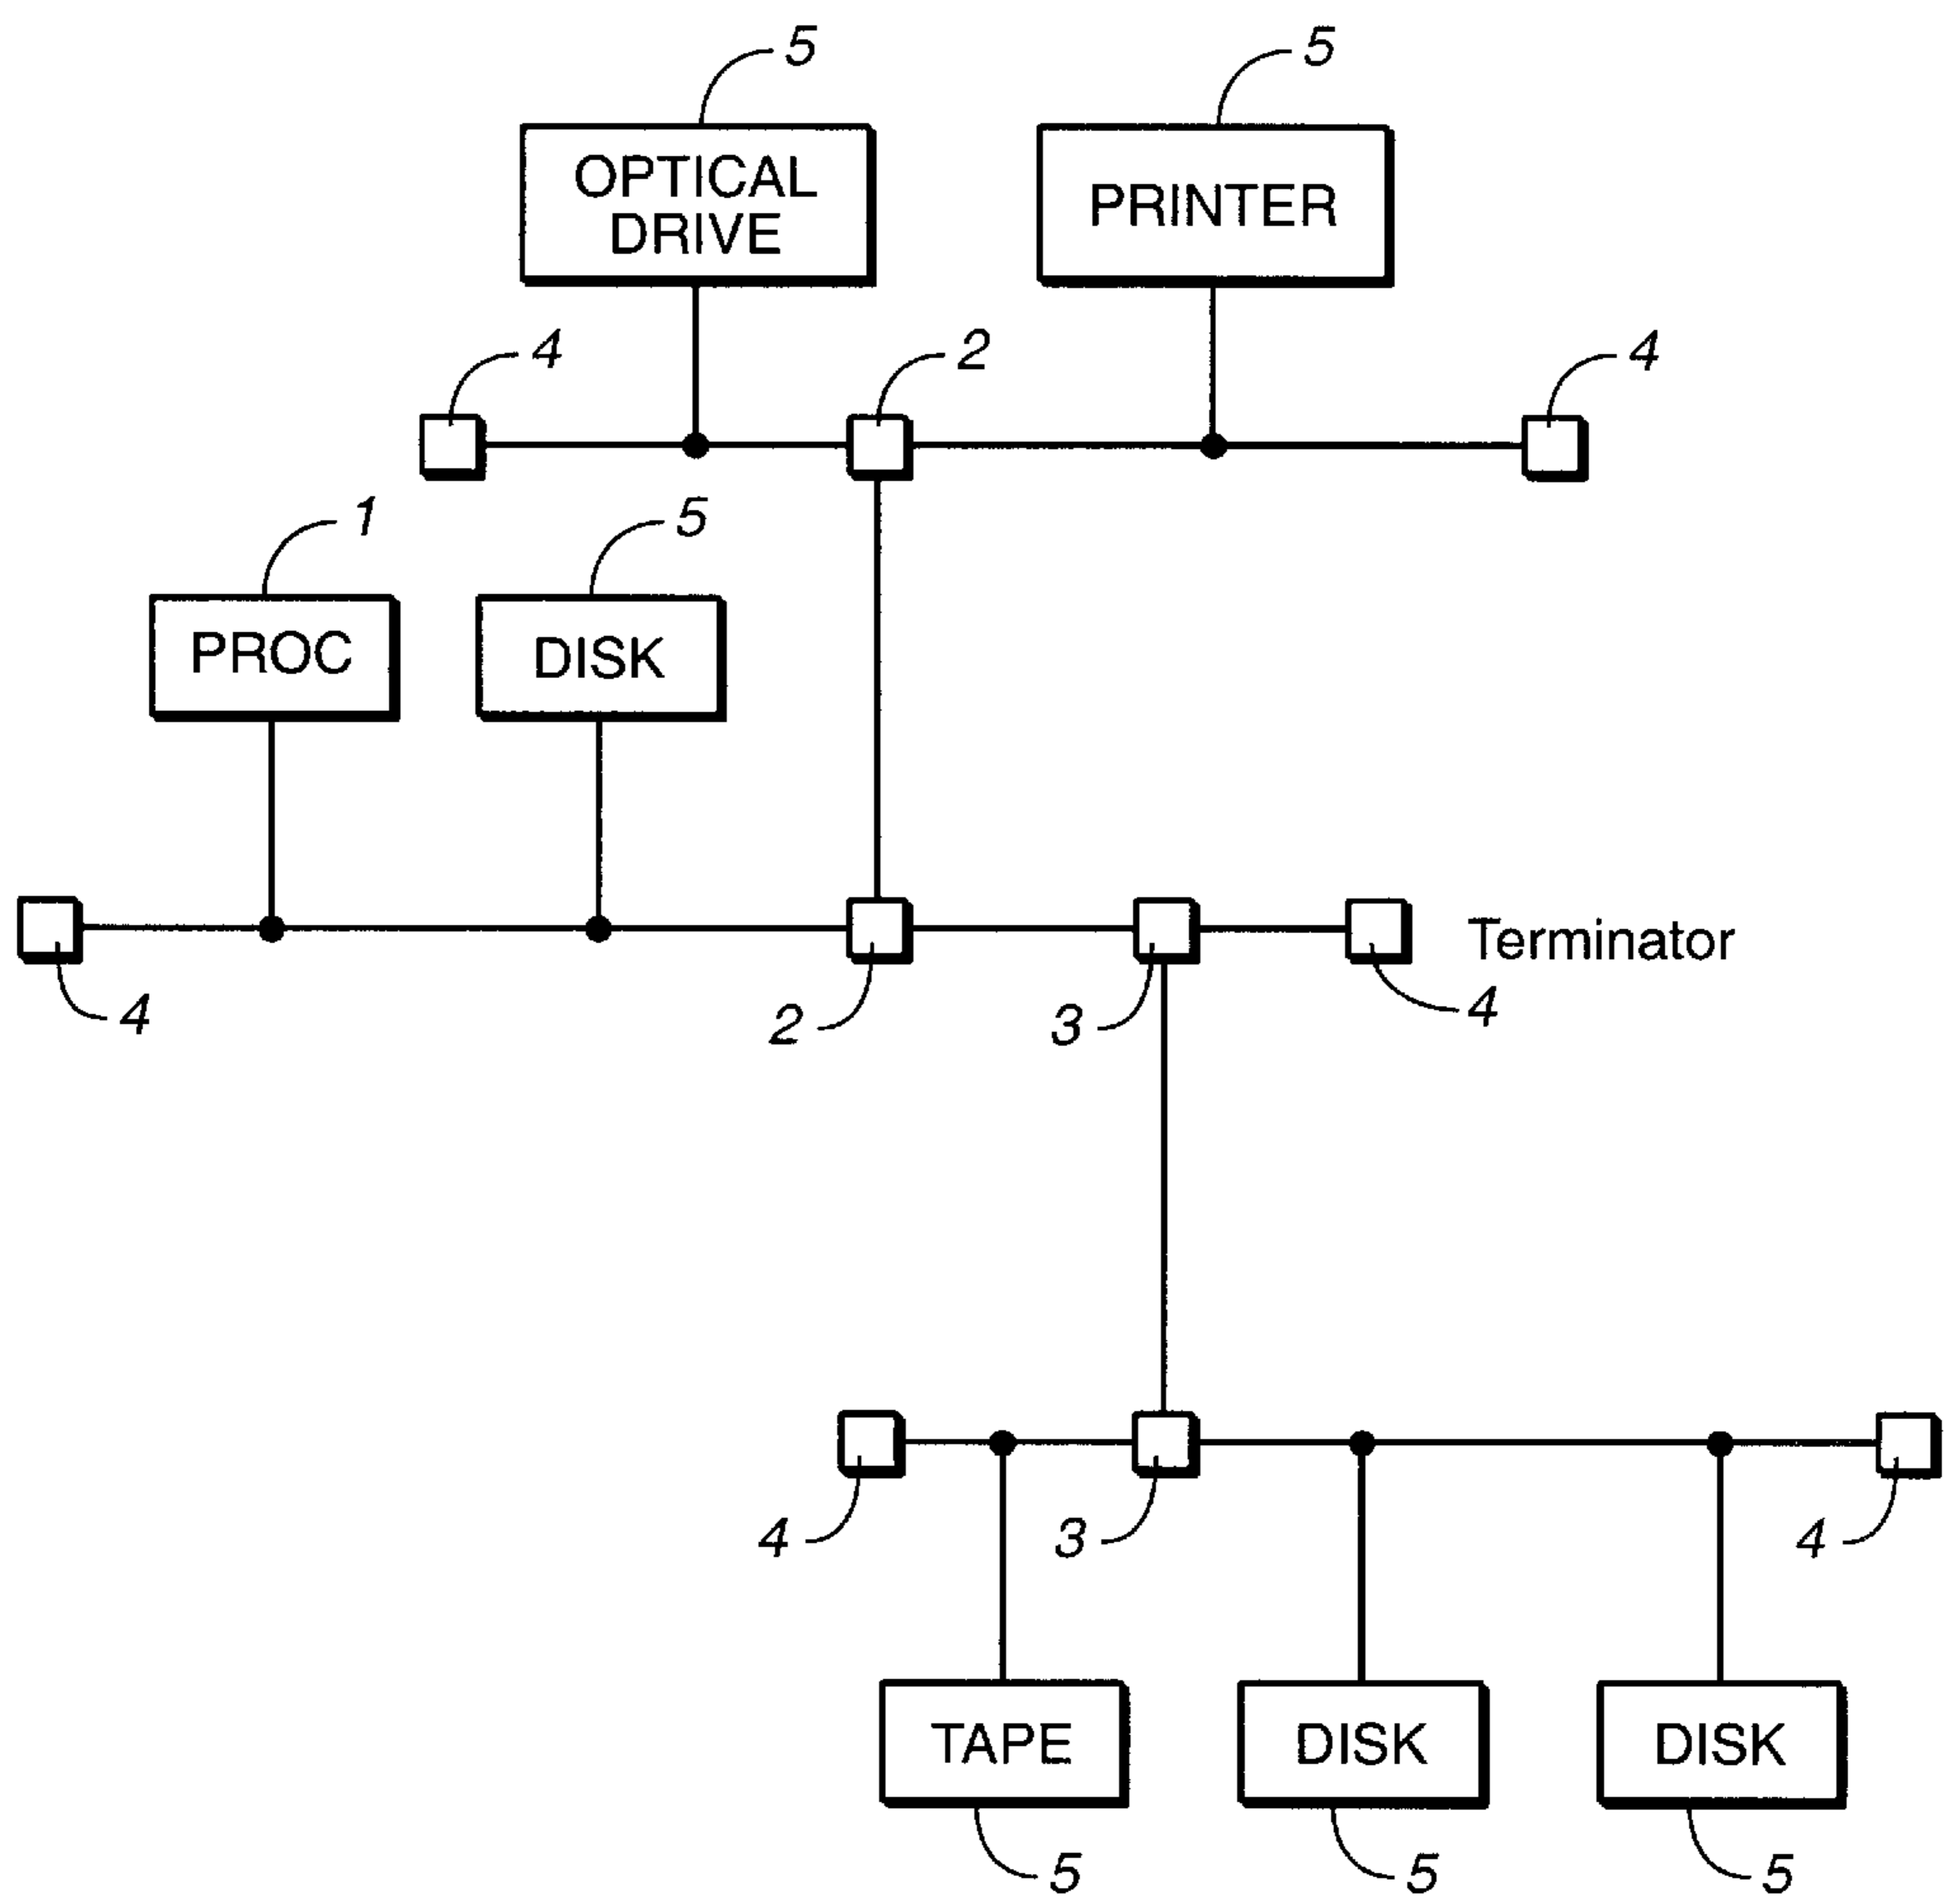 5 5
OPTICAL
DRIVE
PRINTER
4 2 4
1 5
PROC DISK
Terminator
4 2 3 4
4 3 4
TAPE DISK DISK
5 5 5